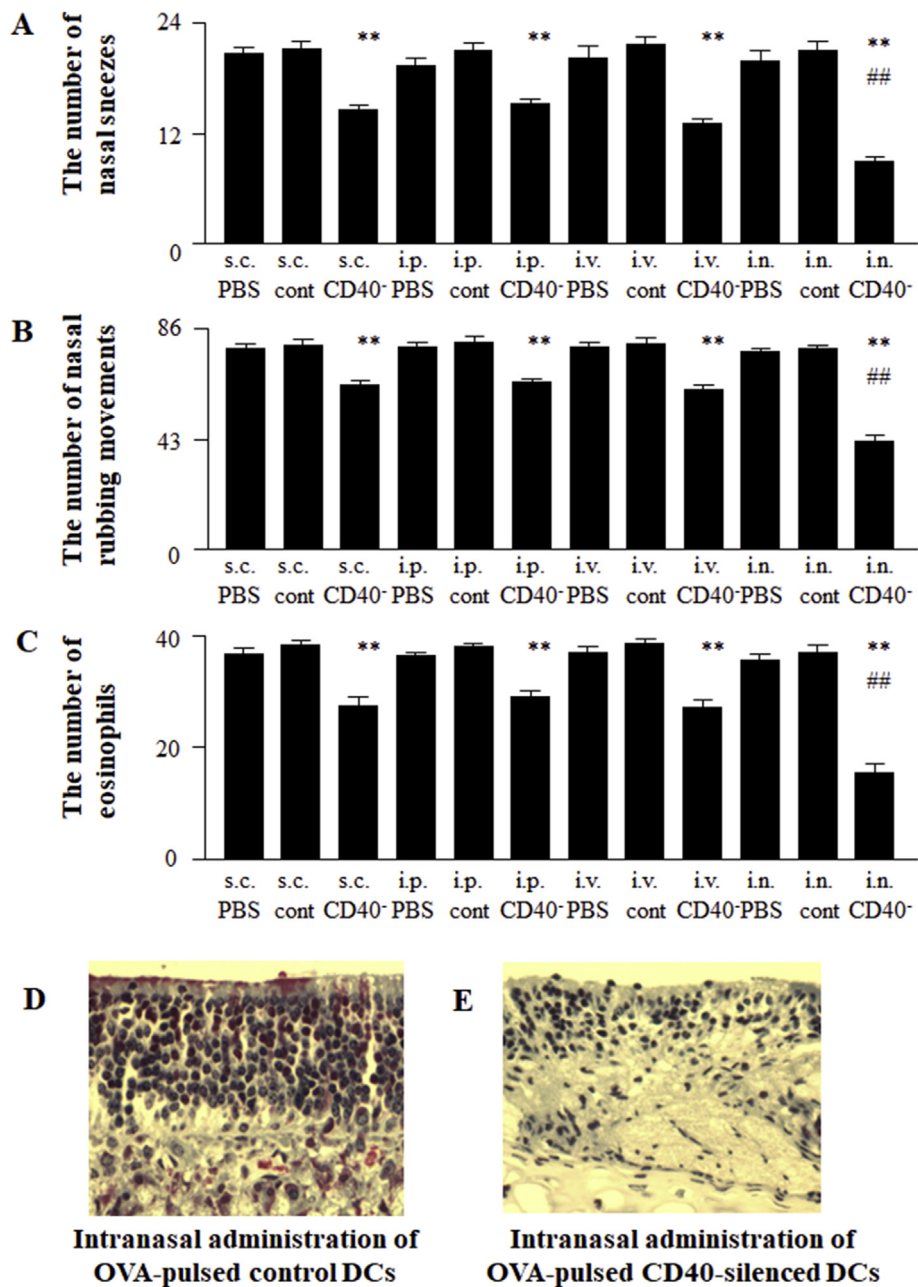 A
The number of
nasal sneezes
24
12
0
** ** ** **
##
s.c. s.c. s.c. i.p. i.p. i.p. i.v. i.v. i.v. i.n. i.n. i.n.
PBS cont CD40- PBS cont CD40- PBS cont CD40- PBS cont CD40-
B
The number of nasal
rubbing movements
86
43
0
** ** ** **
##
s.c. s.c. s.c. i.p. i.p. i.p. i.v. i.v. i.v. i.n. i.n. i.n.
PBS cont CD40- PBS cont CD40- PBS cont CD40- PBS cont CD40-
C
The number of
eosinophils
40
20
0
** ** ** **
##
s.c. s.c. s.c. i.p. i.p. i.p. i.v. i.v. i.v. i.n. i.n. i.n.
PBS cont CD40- PBS cont CD40- PBS cont CD40- PBS cont CD40-
D
Intranasal administration of
OVA-pulsed control DCs
E
Intranasal administration of
OVA-pulsed CD40-silenced DCs